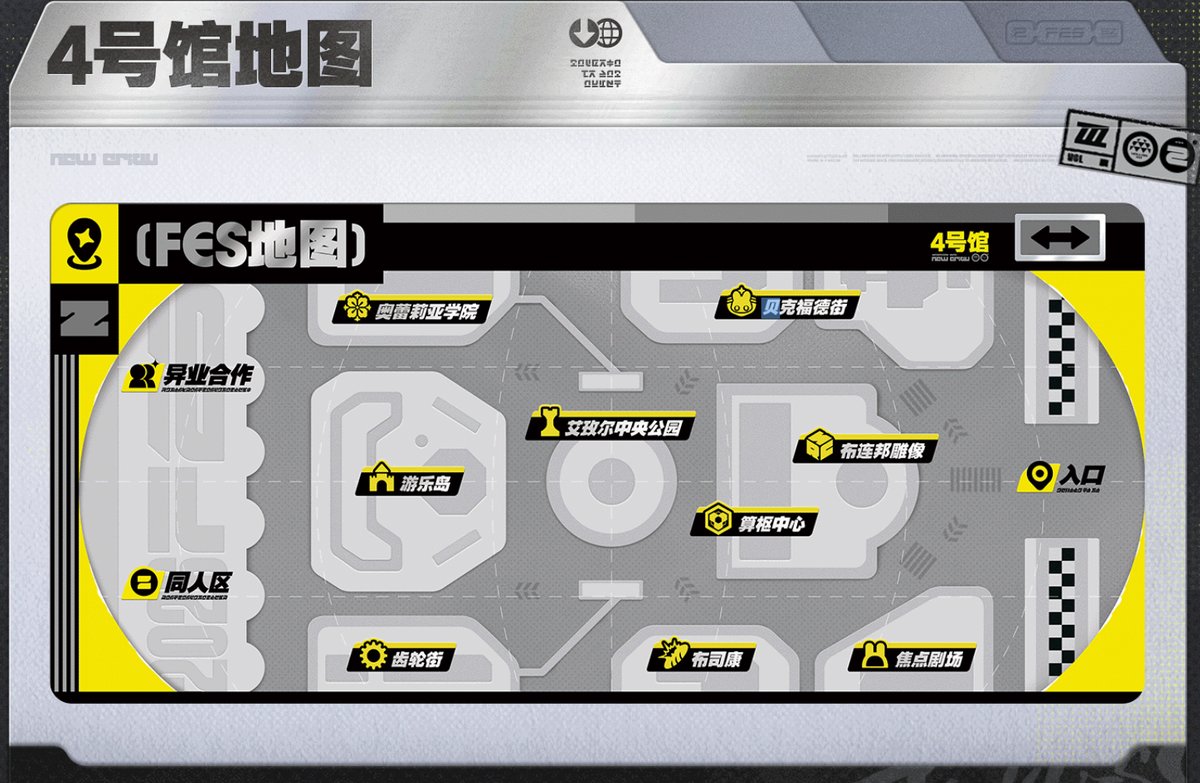 4号馆地图
FES
VOL
(FES地图)
4号馆
Z
奥蕾莉亚学院
贝克福德街
异业合作
艾孜尔中央公园
布连邦雕像
游乐岛
入口
算枢中心
同人区
齿轮街
布司康
焦点剧场